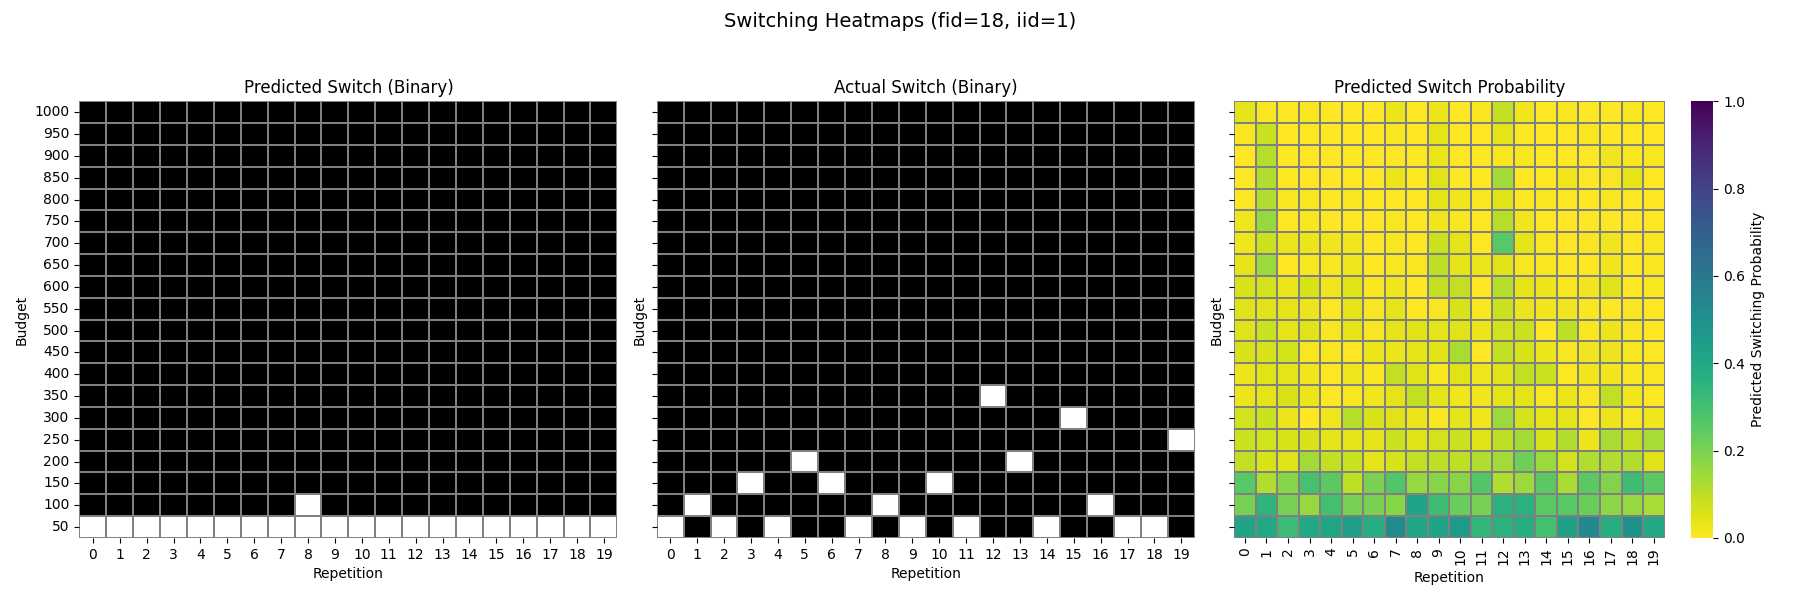 Switching Heatmaps (fid=18, iid=1)
Predicted Switch (Binary)
Budget
1000
950
900
850
800
750
700
650
600
550
500
450
400
350
300
250
200
150
100
50
0 1 2 3 4 5 6 7 8 9 10 11 12 13 14 15 16 17 18 19
Repetition
Actual Switch (Binary)
Budget
0 1 2 3 4 5 6 7 8 9 10 11 12 13 14 15 16 17 18 19
Repetition
Predicted Switch Probability
Budget
0 1 2 3 4 5 6 7 8 9 10 11 12 13 14 15 16 17 18 19
Repetition
1.0
0.8
0.6
0.4
0.2
0.0
Predicted Switching Probability